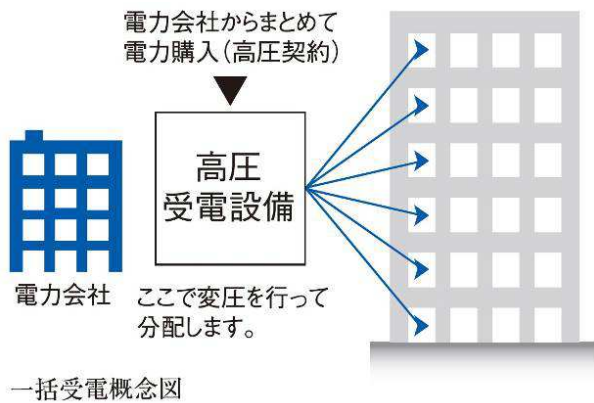 電力会社からまとめて
電力購入(高圧契約)
高圧
受電設備
電力会社
ここで変圧を行って
分配します。
一括受電概念図